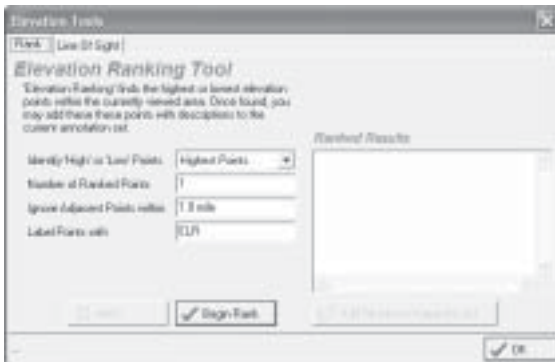 Elevation Tools
Rank Line Of Sight
Elevation Ranking Tool
'Elevation Ranking' finds the highest or lowest elevation
points within the currently viewed area. Once found, you
may add these these points with descriptions to the
current annotation set.
Ranked Results
Identify 'High' or 'Low' Points Highest Points
Number of Ranked Points 1
Ignore Adjacent Points within 1.0 mile
Label Points with
Begin Rank
OK